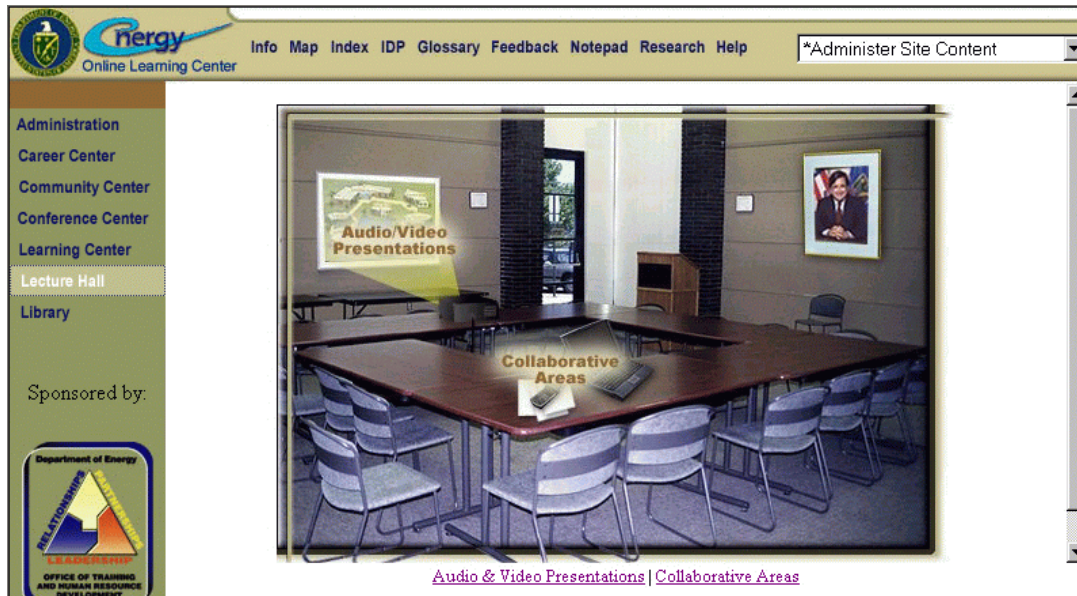 energy
Online Learning Center
Info Map Index IDP Glossary Feedback Notepad Research Help
*Administer Site Content
Administration
Career Center
Community Center
Conference Center
Learning Center
Lecture Hall
Library
Sponsored by:
Department of Energy
RELATIONSHIPS
PARTNERSHIPS
LEADERSHIP
OFFICE OF TRAINING
AND HUMAN RESOURCE
DEVELOPMENT
Audio/Video
Presentations
Collaborative
Areas
Audio & Video Presentations | Collaborative Areas